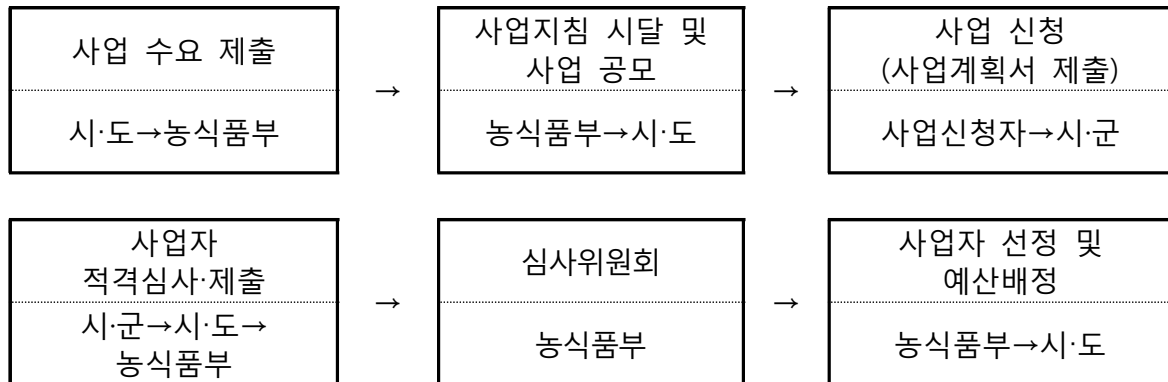 사업 수요 제출
시·도→농식품부
→
사업지침 시달 및
사업 공모
농식품부→시·도
→
사업 신청
(사업계획서 제출)
사업신청자→시·군
사업자
적격심사·제출
시·군→시·도→
농식품부
→
심사위원회
농식품부
→
사업자 선정 및
예산배정
농식품부→시·도